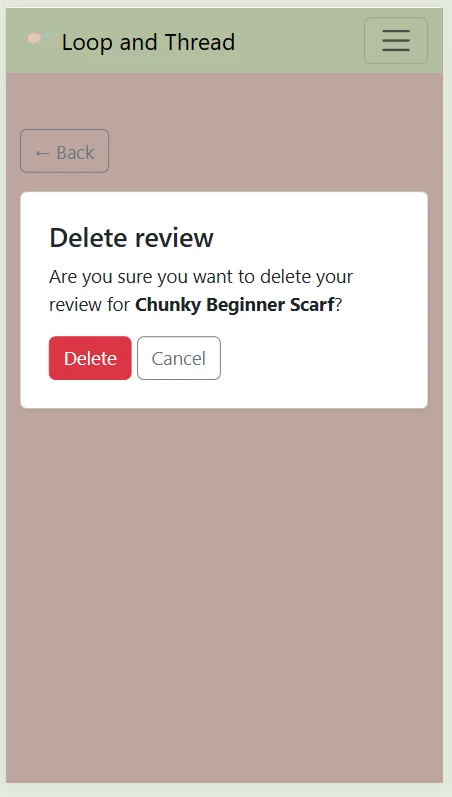 Loop and Thread
← Back
Delete review
Are you sure you want to delete your
review for Chunky Beginner Scarf?
Delete Cancel